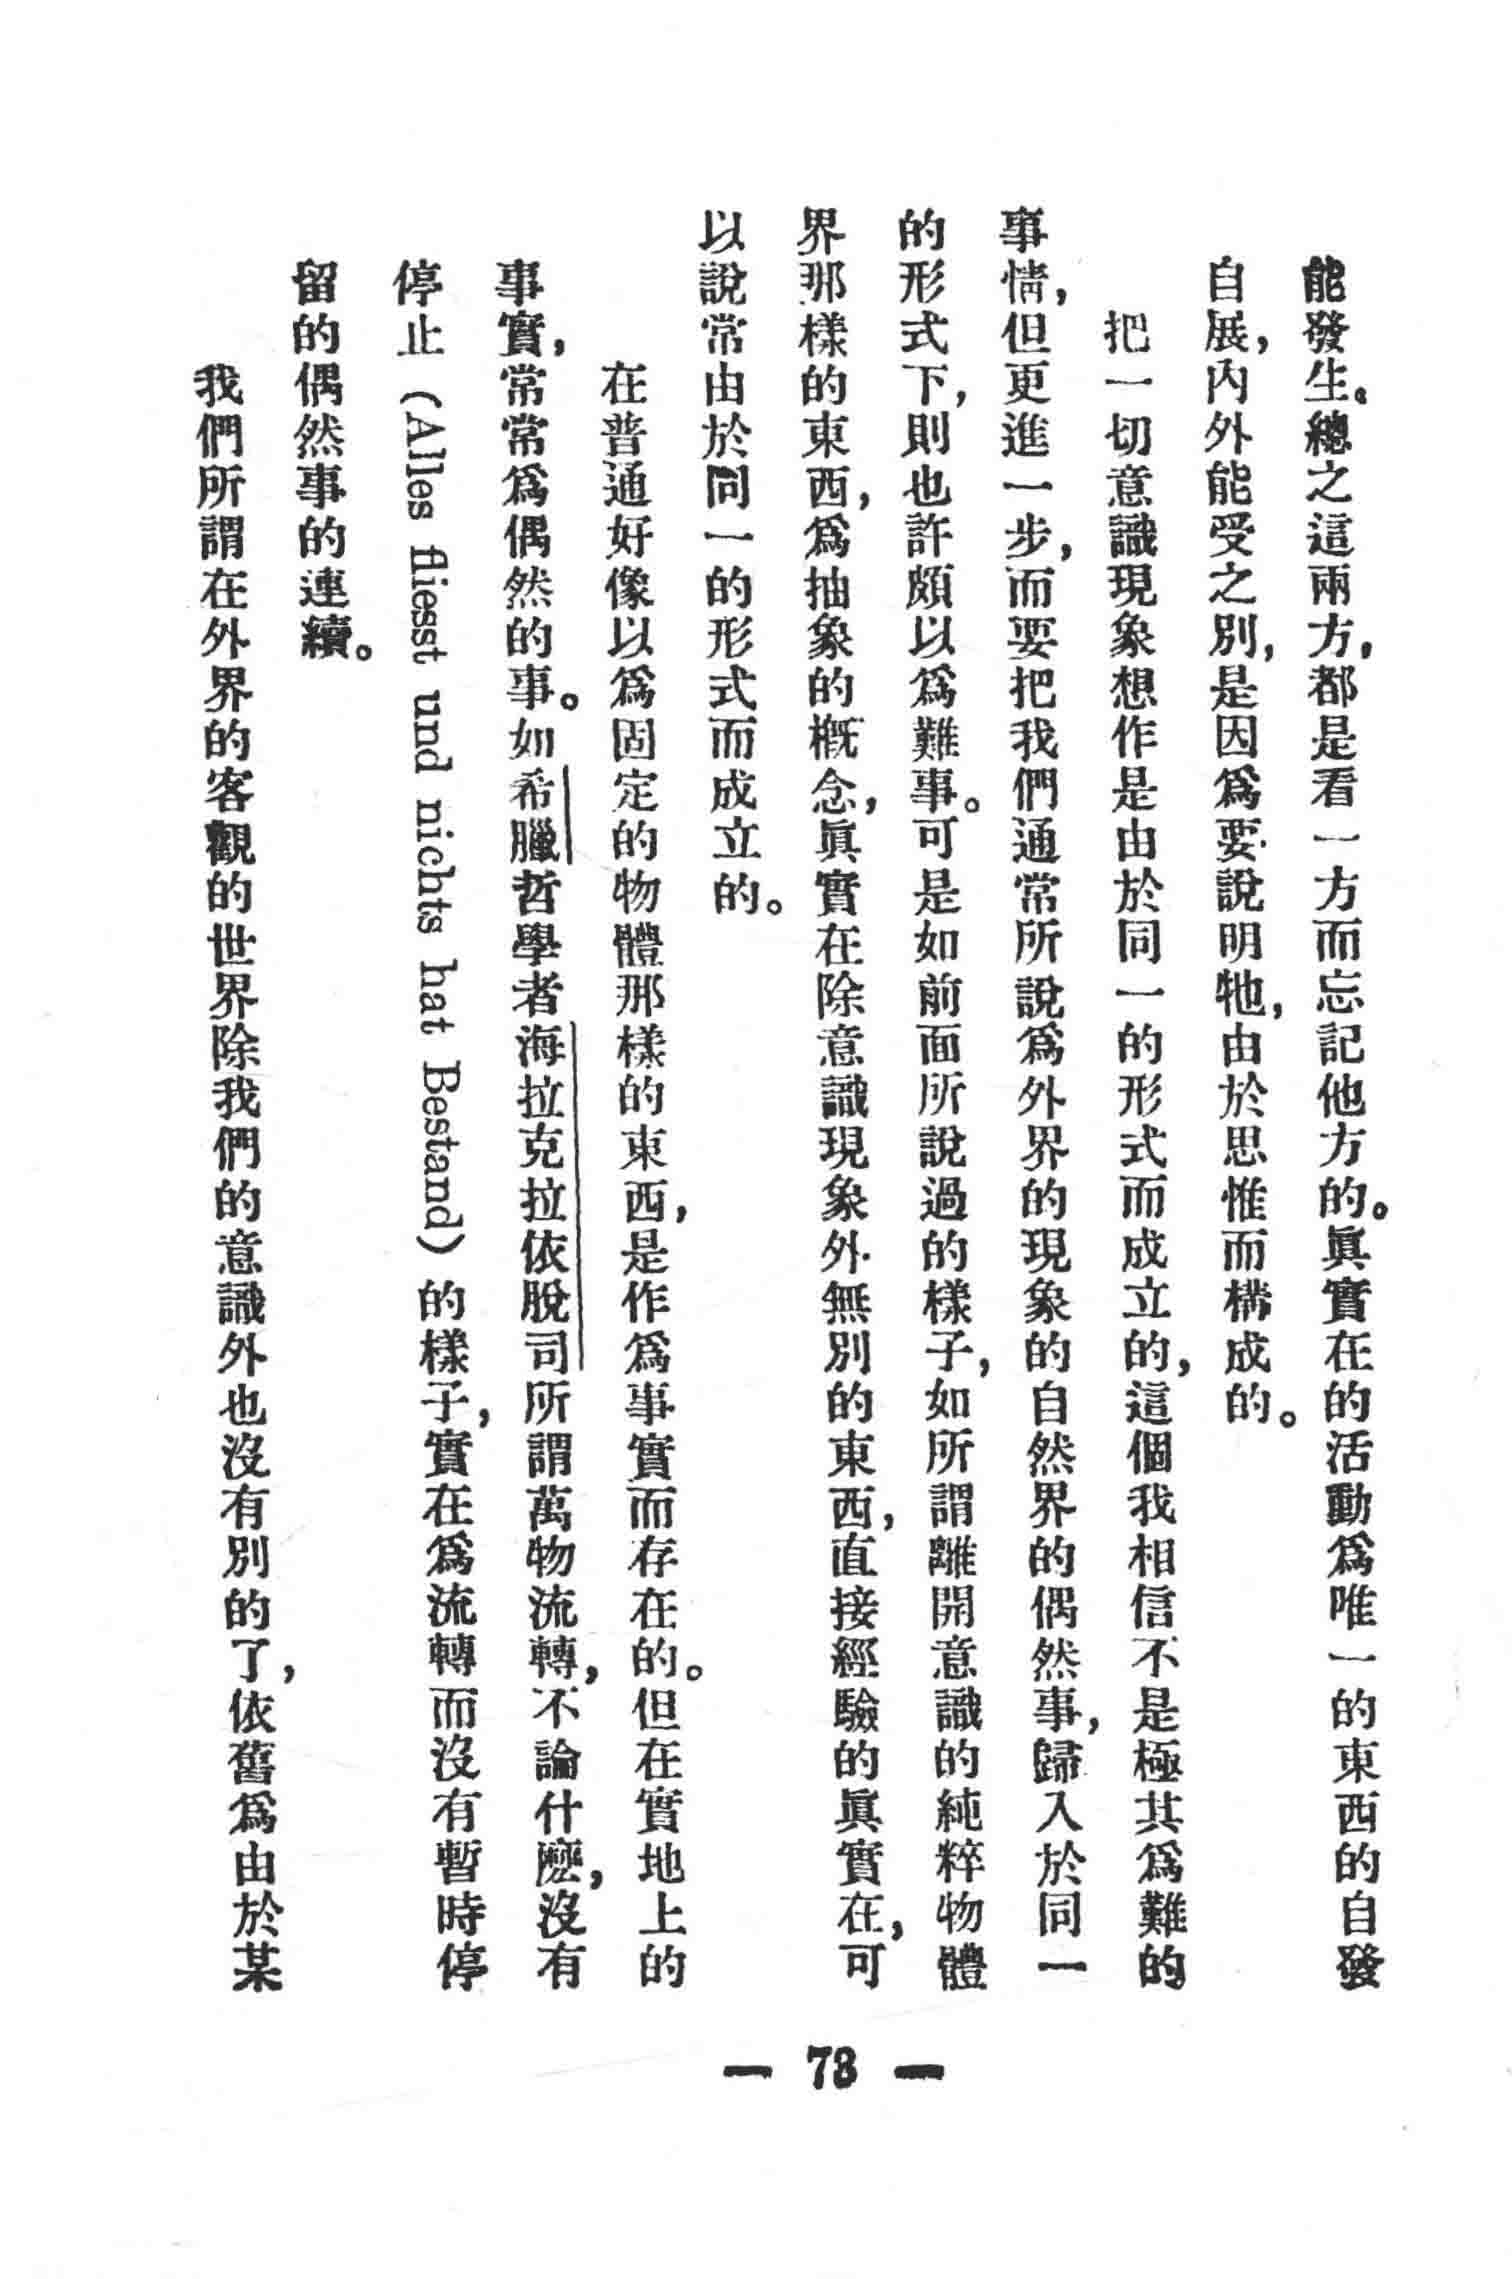 能發生。總之這兩方，都是看一方而忘記他方的。眞實在的活動爲唯一的東西的自發
自展，內外能受之別，是因爲要說明牠，由於思惟而構成的。
把一切意識現象想作是由於同一的形式而成立的，這個我相信不是極其爲難的
事情，但更進一步，而要把我們通常所說爲外界的現象的自然界的偶然事，歸入於同一
的形式下，則也許頗以爲難事。可是如前面所說過的樣子，如所謂離開意識的純粹物體
界那樣的東西，爲抽象的槪念，眞實在除意識現象外無別的東西，直接經驗的眞實在，可
以說常由於同一的形式而成立的。
在普通好像以爲固定的物體那樣的東西，是作爲事實而存在的。但在實地上的
事實，常常爲偶然的事。如希臘哲學者海拉克拉依脫司所謂萬物流轉，不論什麽，沒有
停止（Alles fliesst und nichts hat Bestand）的樣子，實在爲流轉而沒有暫時停
留的偶然事的連續。
我們所謂在外界的客觀的世界除我們的意識外也沒有別的了，依舊爲由於某
— 73 —